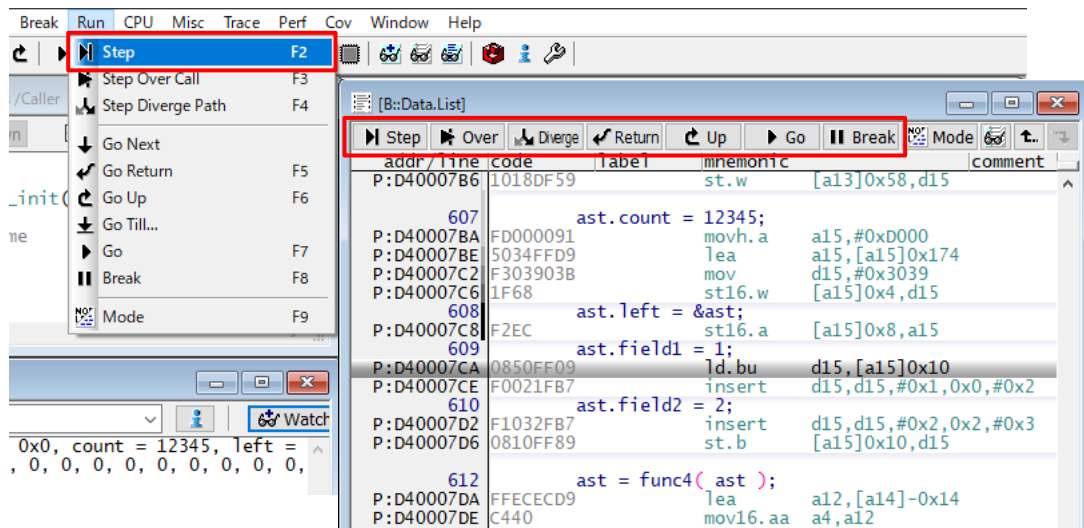 Break Run CPU Misc Trace Perf Cov Window Help
Step F2
Step Over Call F3
Step Diverge Path F4
Go Next
Go Return F5
Go Up F6
Go Till...
Go F7
Break F8
Mode F9
/Caller
_init(
me
Watch
0x0, count = 12345, left =
, 0, 0, 0, 0, 0, 0, 0, 0, 0,
[B::Data.List]
Step Over Diverge Return Up Go Break Mode t..
addr/line code label mnemonic comment
P:D40007B6 1018DF59 st.w [a13]0x58,d15
607 ast.count = 12345;
P:D40007BA FD000091 movh.a a15,#0xD000
P:D40007BE 5034FFD9 lea a15,[a15]0x174
P:D40007C2 F303903B mov d15,#0x3039
P:D40007C6 1F68 st16.w [a15]0x4,d15
608 ast.left = &ast;
P:D40007C8 F2EC st16.a [a15]0x8,a15
609 ast.field1 = 1;
P:D40007CA 0850FF09 ld.bu d15,[a15]0x10
P:D40007CE F0021FB7 insert d15,d15,#0x1,0x0,#0x2
610 ast.field2 = 2;
P:D40007D2 F1032FB7 insert d15,d15,#0x2,0x2,#0x3
P:D40007D6 0810FF89 st.b [a15]0x10,d15
612 ast = func4( ast );
P:D40007DA FFECECD9 lea a12,[a14]-0x14
P:D40007DE C440 mov16.aa a4,a12